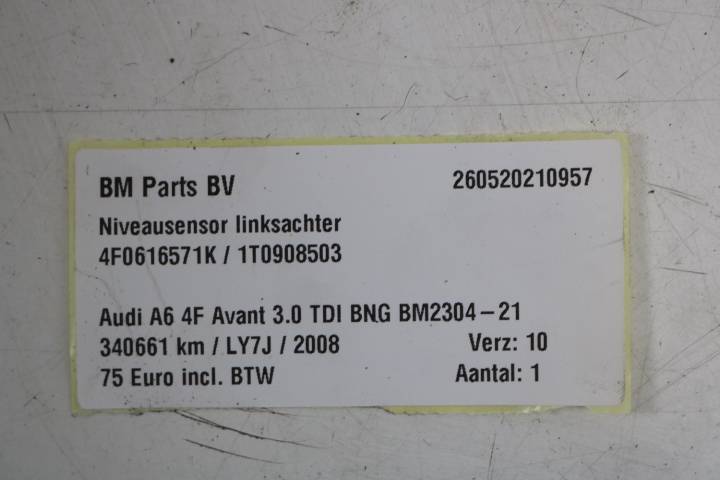 BM Parts BV 260520210957
Niveausensor linksachter
4F0616571K / 1T0908503
Audi A6 4F Avant 3.0 TDI BNG BM2304-21
340661 km / LY7J / 2008 Verz: 10
75 Euro incl. BTW Aantal: 1